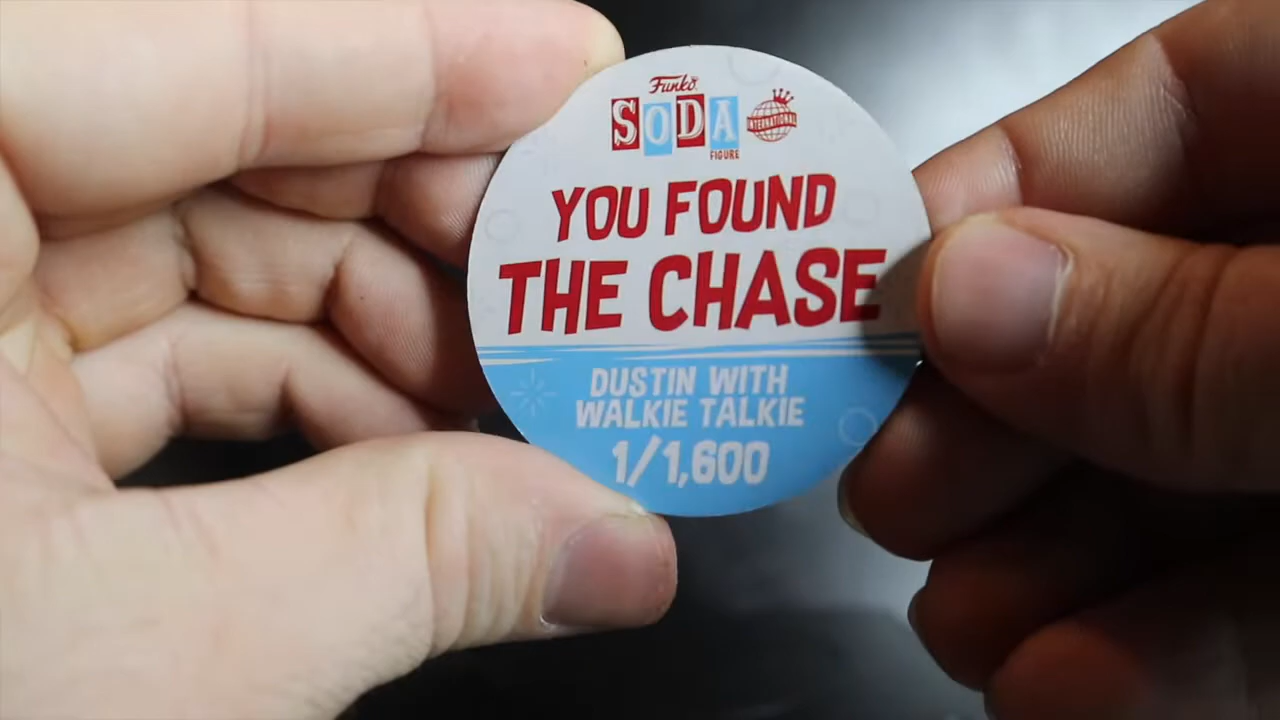 Funko
SODA
INTERNATIONAL
FIGURE
YOU FOUND
THE CHASE
DUSTIN WITH
WALKIE TALKIE
1/1,600